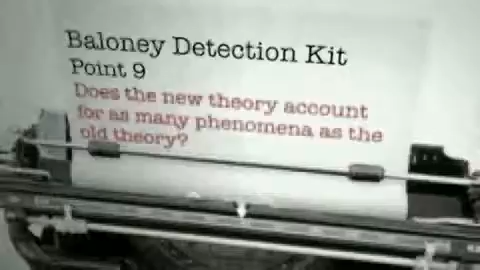 Baloney Detection Kit
Point 9
Does the new theory account
for as many phenomena as the
old theory?